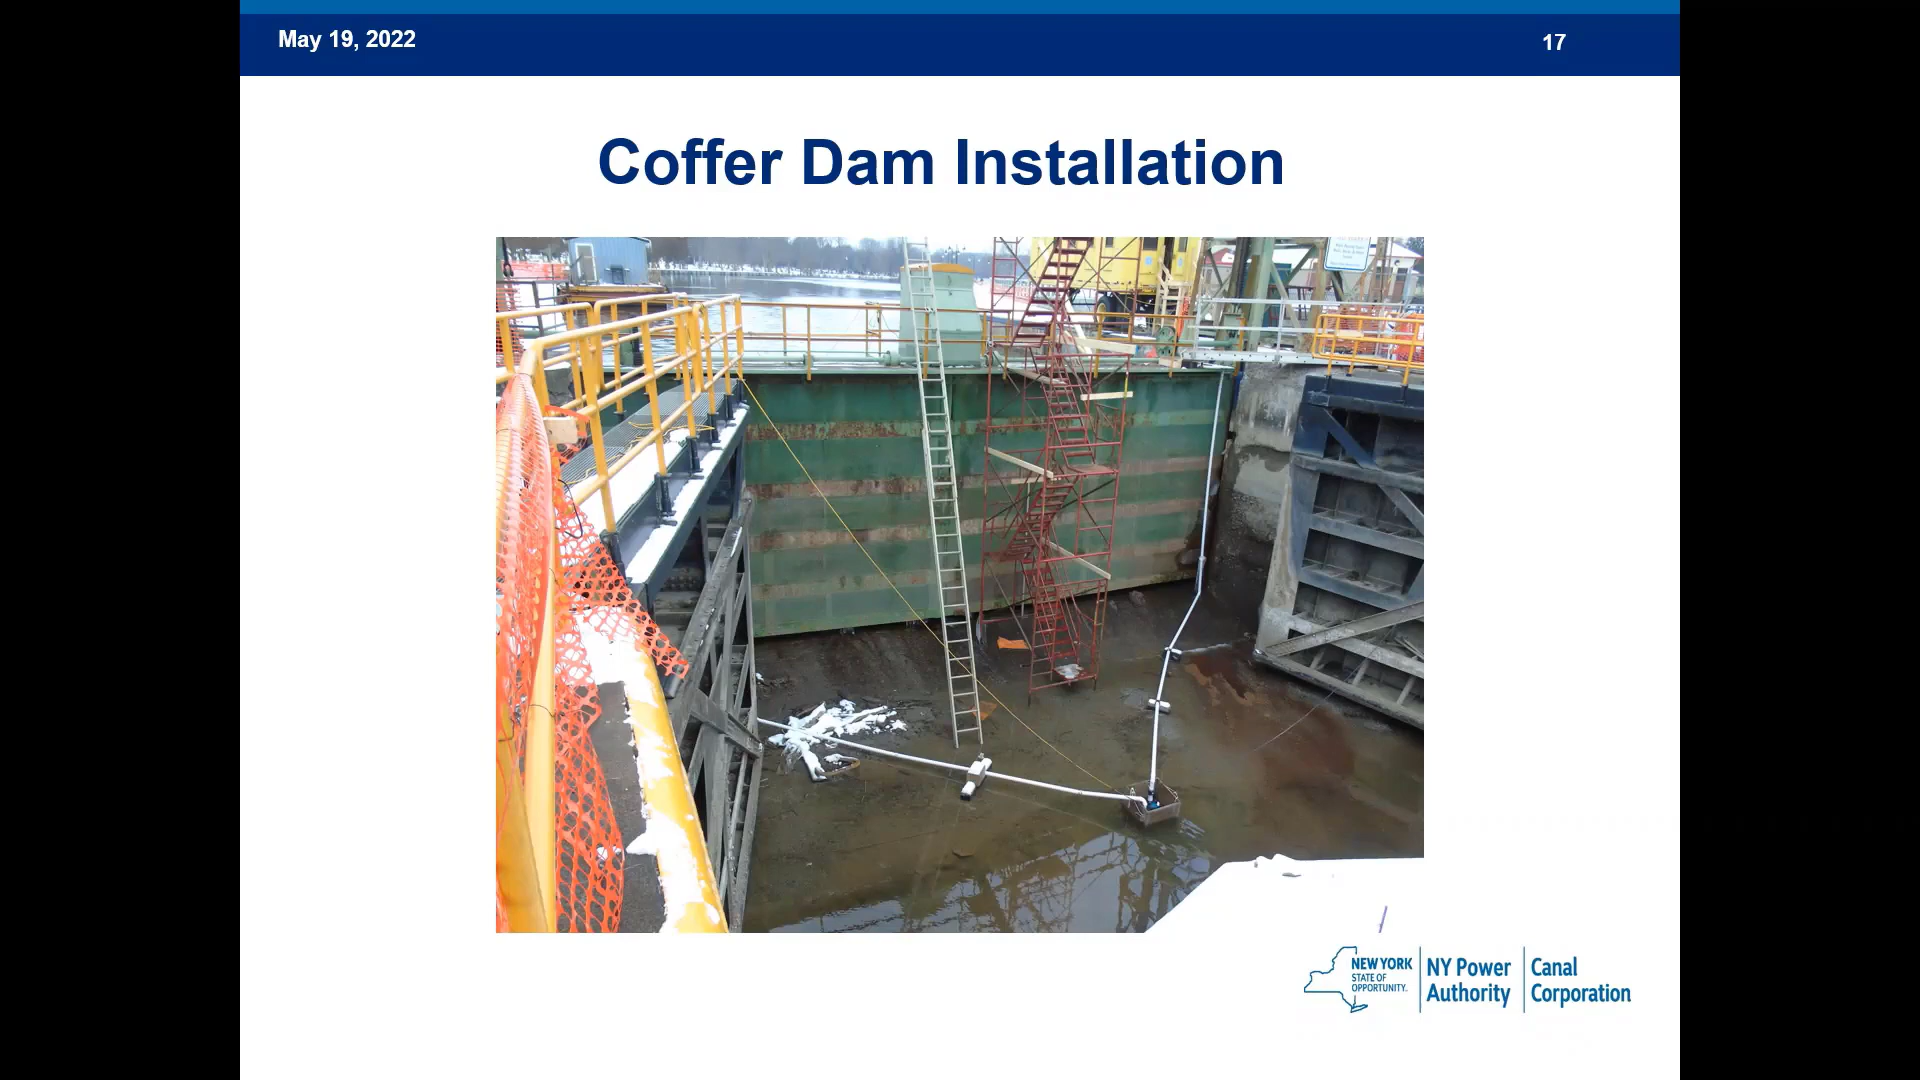 May 19, 2022
17
Coffer Dam Installation
NEW YORK
STATE OF
OPPORTUNITY.
NY Power
Authority
Canal
Corporation